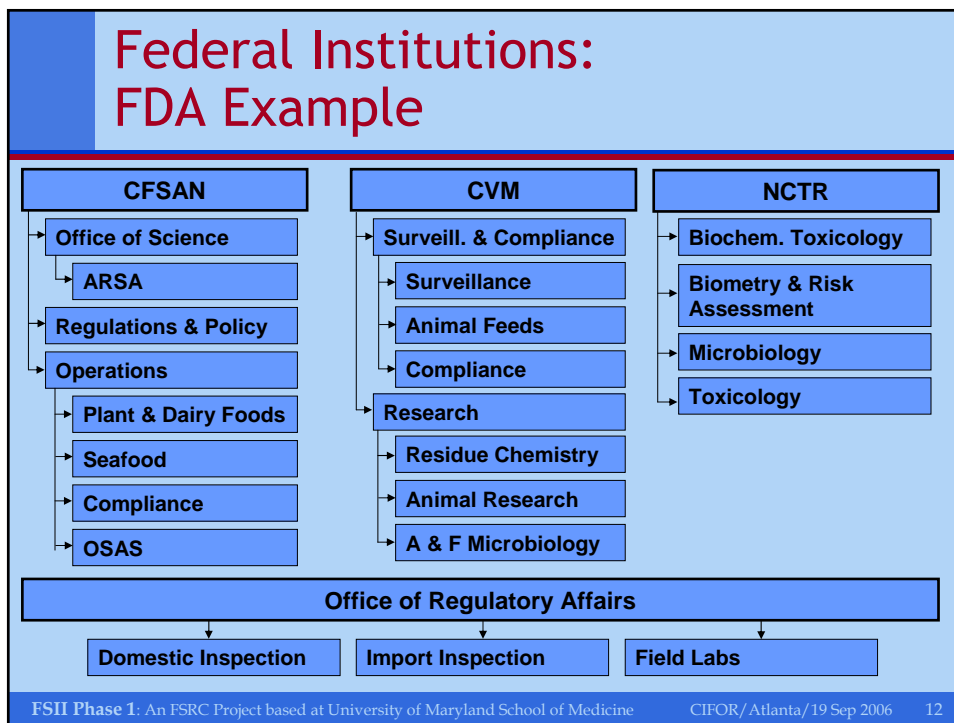 Federal Institutions:
FDA Example
CFSAN
Office of Science
ARSA
Regulations & Policy
Operations
Plant & Dairy Foods
Seafood
Compliance
OSAS
CVM
Surveill. & Compliance
Surveillance
Animal Feeds
Compliance
Research
Residue Chemistry
Animal Research
A & F Microbiology
NCTR
Biochem. Toxicology
Biometry & Risk
Assessment
Microbiology
Toxicology
Office of Regulatory Affairs
Domestic Inspection
Import Inspection
Field Labs
FSII Phase 1: An FSRC Project based at University of Maryland School of Medicine CIFOR/Atlanta/19 Sep 2006 12